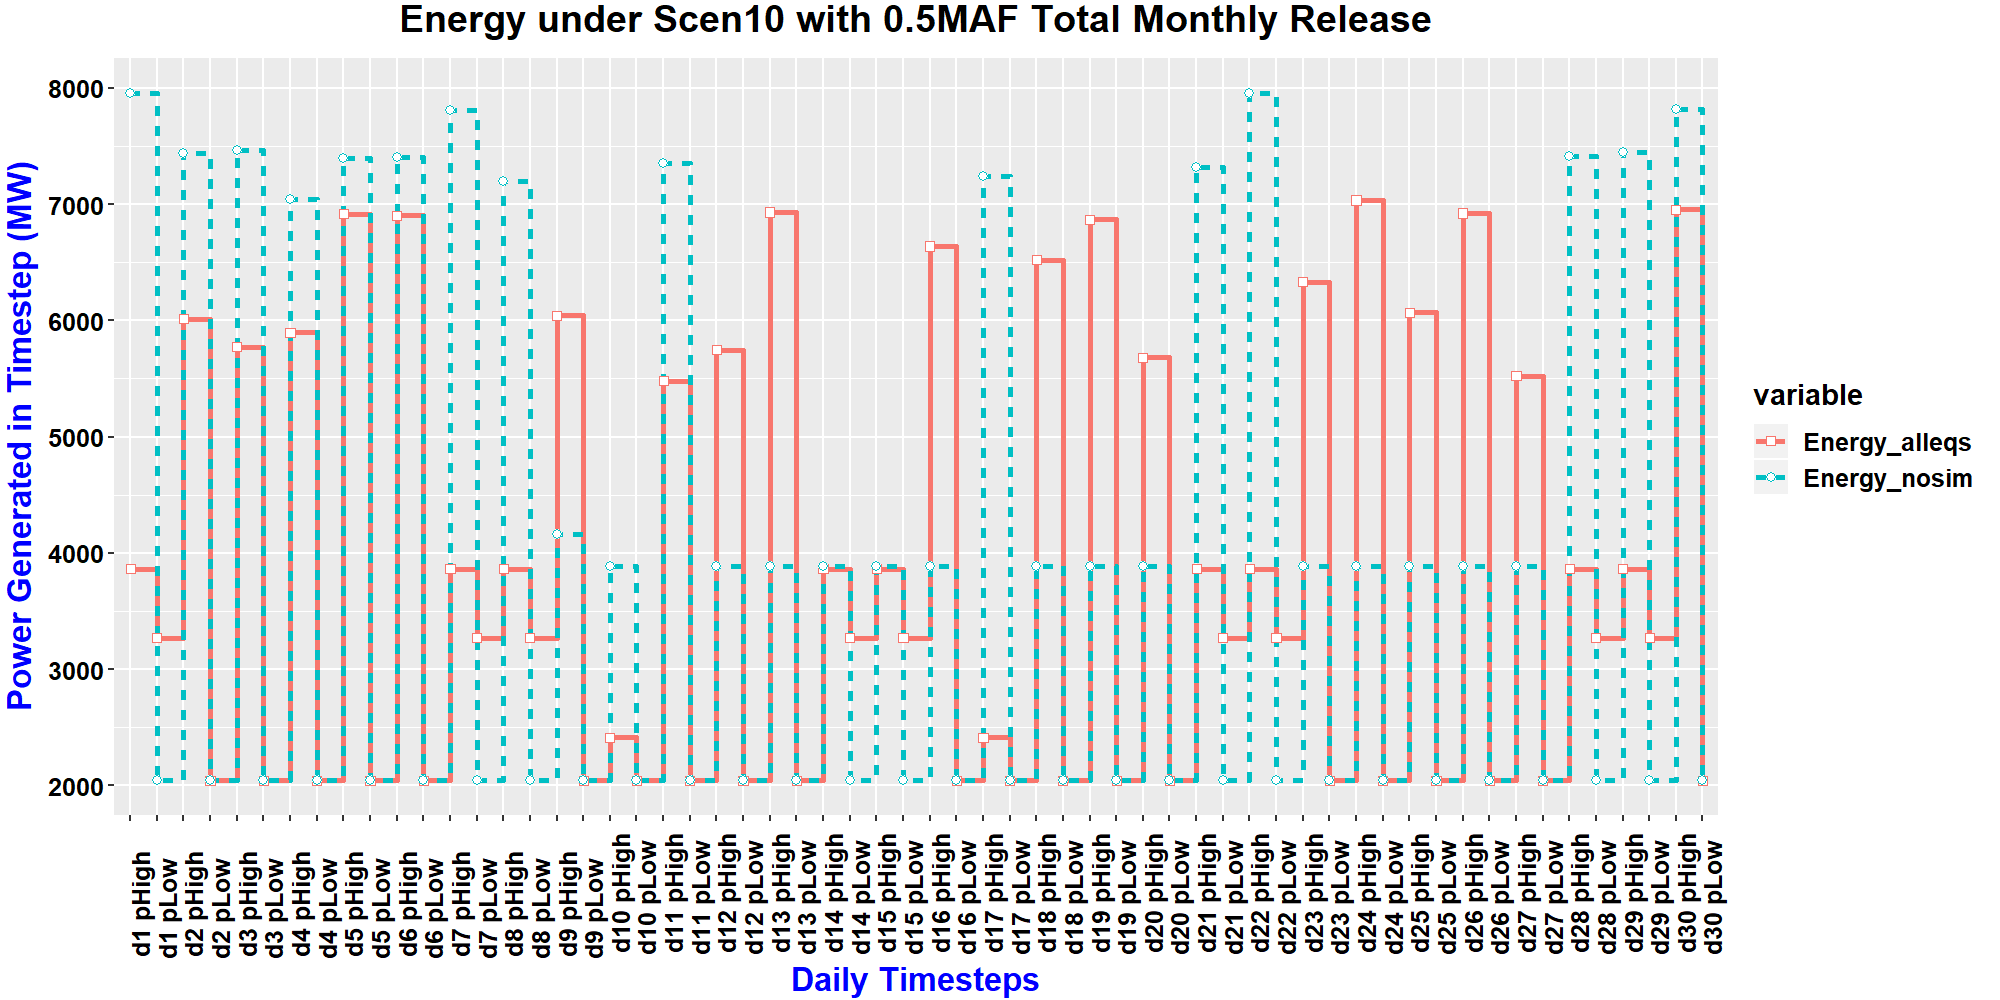 Energy under Scen10 with 0.5MAF Total Monthly Release
Power Generated in Timestep (MW)
8000
7000
6000
5000
4000
3000
2000
variable
Energy_alleqs
Energy_nosim
d1 pHigh
d1 pLow
d2 pHigh
d2 pLow
d3 pHigh
d3 pLow
d4 pHigh
d4 pLow
d5 pHigh
d5 pLow
d6 pHigh
d6 pLow
d7 pHigh
d7 pLow
d8 pHigh
d8 pLow
d9 pHigh
d9 pLow
d10 pHigh
d10 pLow
d11 pHigh
d11 pLow
d12 pHigh
d12 pLow
d13 pHigh
d13 pLow
d14 pHigh
d14 pLow
d15 pHigh
d15 pLow
d16 pHigh
d16 pLow
d17 pHigh
d17 pLow
d18 pHigh
d18 pLow
d19 pHigh
d19 pLow
d20 pHigh
d20 pLow
d21 pHigh
d21 pLow
d22 pHigh
d22 pLow
d23 pHigh
d23 pLow
d24 pHigh
d24 pLow
d25 pHigh
d25 pLow
d26 pHigh
d26 pLow
d27 pHigh
d27 pLow
d28 pHigh
d28 pLow
d29 pHigh
d29 pLow
d30 pHigh
d30 pLow
Daily Timesteps